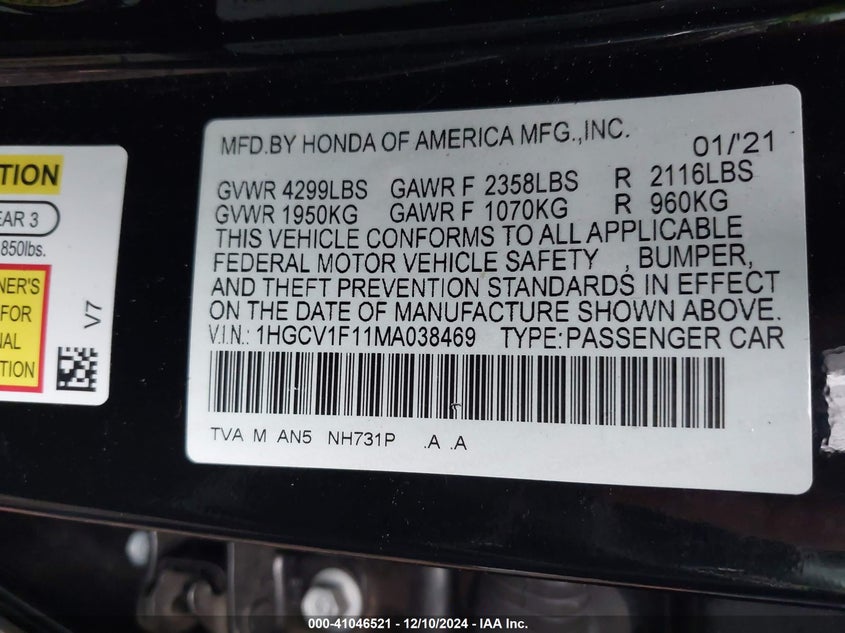 TION
EAR 3
850lbs.
NER'S
FOR
NAL
TION
V7
MFD.BY HONDA OF AMERICA MFG.,INC. 01/'21
GVWR 4299LBS GAWR F 2358LBS R 2116LBS
GVWR 1950KG GAWR F 1070KG R 960KG
THIS VEHICLE CONFORMS TO ALL APPLICABLE
FEDERAL MOTOR VEHICLE SAFETY , BUMPER,
AND THEFT PREVENTION STANDARDS IN EFFECT
ON THE DATE OF MANUFACTURE SHOWN ABOVE.
V.I.N.: 1HGCV1F11MA038469 TYPE:PASSENGER CAR
TVA M AN5 NH731P .A .A
000-41046521 - 12/10/2024 - IAA Inc.